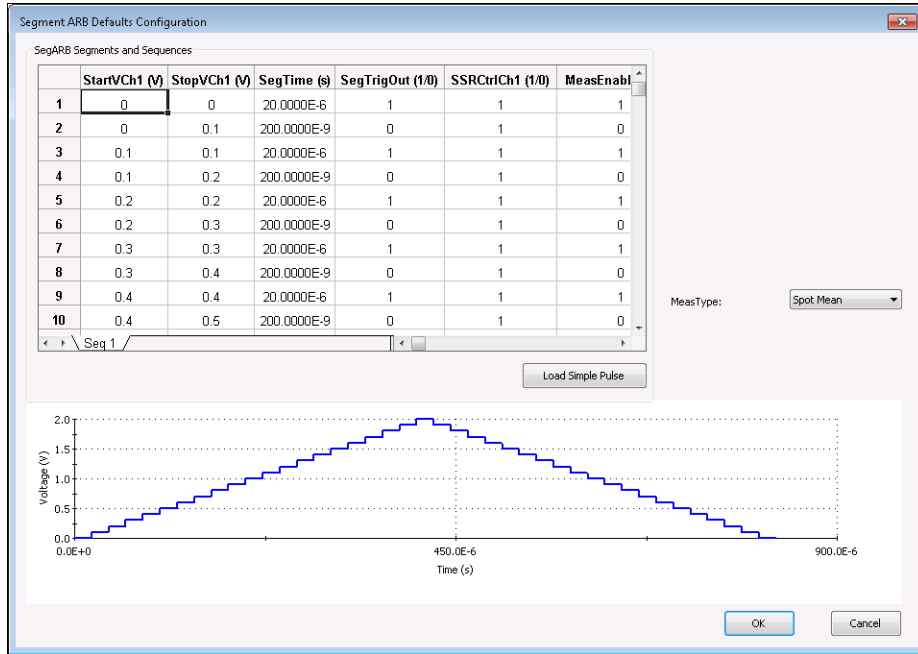 Segment ARB Defaults Configuration
SegARB Segments and Sequences
StartVCh1 (V) StopVCh1 (V) SegTime (s) SegTrigOut (1/0) SSRCtrlCh1 (1/0) MeasEnabl
1 0 0 20.0000E-6 1 1 1
2 0 0.1 200.0000E-9 0 1 0
3 0.1 0.1 20.0000E-6 1 1 1
4 0.1 0.2 200.0000E-9 0 1 0
5 0.2 0.2 20.0000E-6 1 1 1
6 0.2 0.3 200.0000E-9 0 1 0
7 0.3 0.3 20.0000E-6 1 1 1
8 0.3 0.4 200.0000E-9 0 1 0
9 0.4 0.4 20.0000E-6 1 1 1
10 0.4 0.5 200.0000E-9 0 1 0
MeasType: Spot Mean
Seq 1
Load Simple Pulse
2.0
1.5
1.0
0.5
0.0
Voltage (V)
0.0E+0 450.0E-6 900.0E-6
Time (s)
OK Cancel